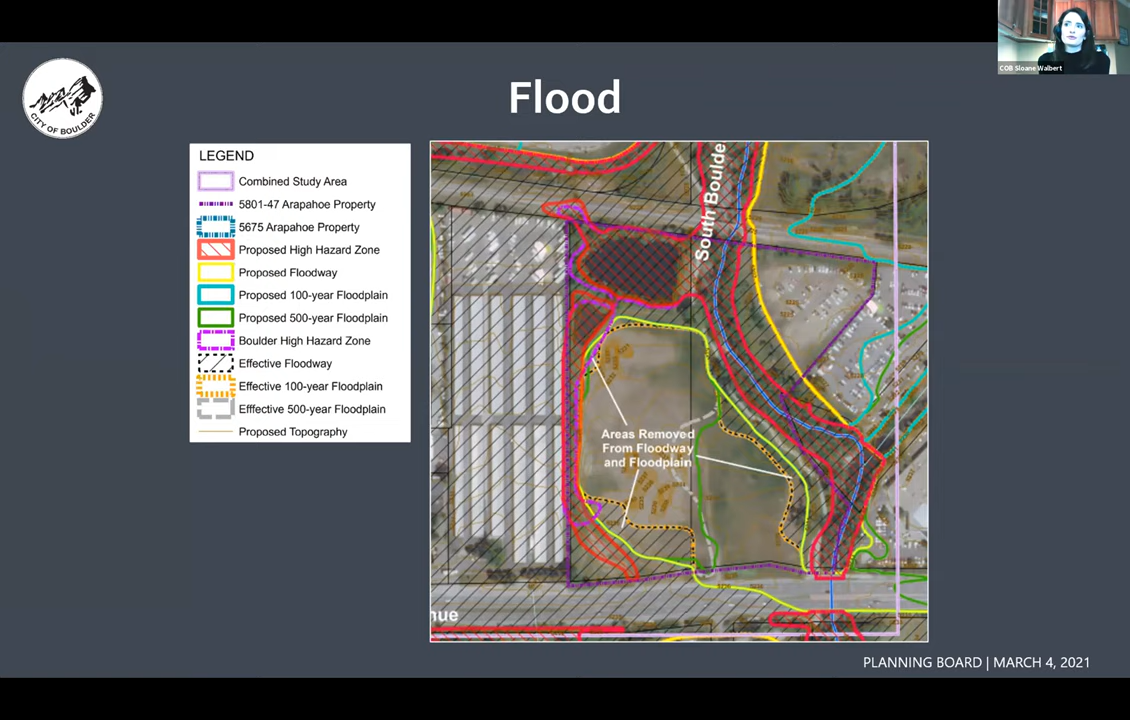 COB Sloane Walbert
CITY OF BOULDER
Flood
LEGEND
Combined Study Area
5801-47 Arapahoe Property
5675 Arapahoe Property
Proposed High Hazard Zone
Proposed Floodway
Proposed 100-year Floodplain
Proposed 500-year Floodplain
Boulder High Hazard Zone
Effective Floodway
Effective 100-year Floodplain
Efffective 500-year Floodplain
Proposed Topography
South Boulde
Areas Removed
From Floodway
and Floodplain
nue
PLANNING BOARD | MARCH 4, 2021